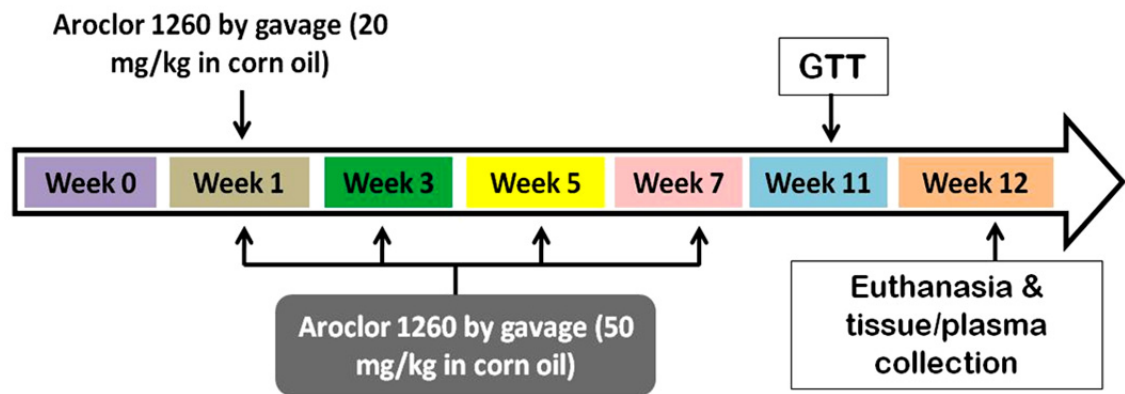 Aroclor 1260 by gavage (20
mg/kg in corn oil)
GTT
Week 0
Week 1
Week 3
Week 5
Week 7
Week 11
Week 12
Aroclor 1260 by gavage (50
mg/kg in corn oil)
Euthanasia &
tissue/plasma
collection